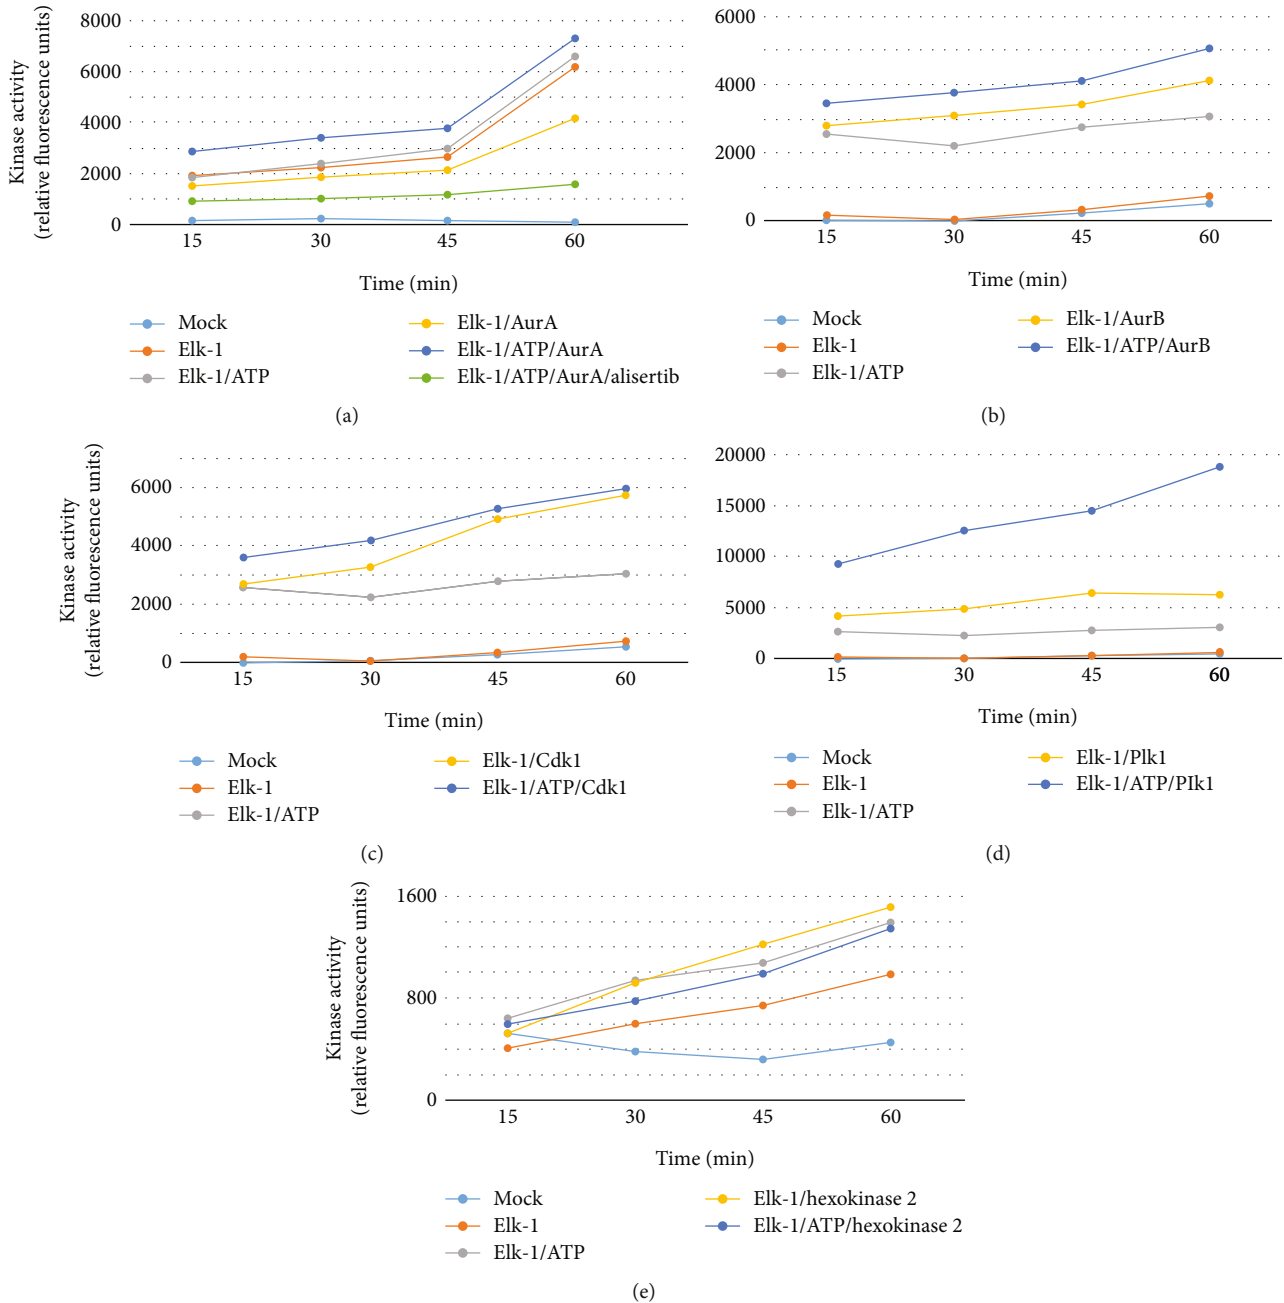 Kinase activity
(relative fluorescence units)
8000
6000
4000
2000
0
15 30 45 60
Time (min)
Mock
Elk-1
Elk-1/ATP
Elk-1/AurA
Elk-1/ATP/AurA
Elk-1/ATP/AurA/alisertib
(a)
6000
4000
2000
0
15 30 45 60
Time (min)
Mock
Elk-1
Elk-1/ATP
Elk-1/AurB
Elk-1/ATP/AurB
(b)
Kinase activity
(relative fluorescence units)
6000
4000
2000
0
15 30 45 60
Time (min)
Mock
Elk-1
Elk-1/ATP
Elk-1/Cdk1
Elk-1/ATP/Cdk1
(c)
20000
15000
10000
5000
0
15 30 45 60
Time (min)
Mock
Elk-1
Elk-1/ATP
Elk-1/Plk1
Elk-1/ATP/PIk1
(d)
Kinase activity
(relative fluorescence units)
1600
800
0
15 30 45 60
Time (min)
Mock
Elk-1
Elk-1/ATP
Elk-1/hexokinase 2
Elk-1/ATP/hexokinase 2
(e)